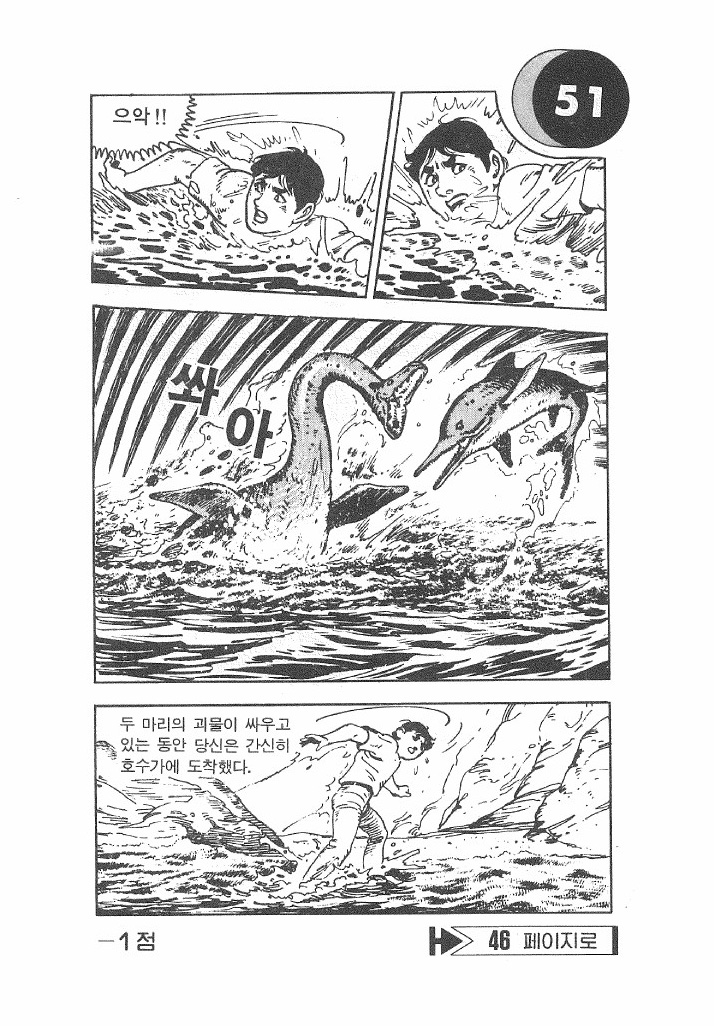 51
으악!!
쏴
아
두 마리의 괴물이 싸우고
있는 동안 당신은 간신히
호수가에 도착했다.
-1점
46 페이지로